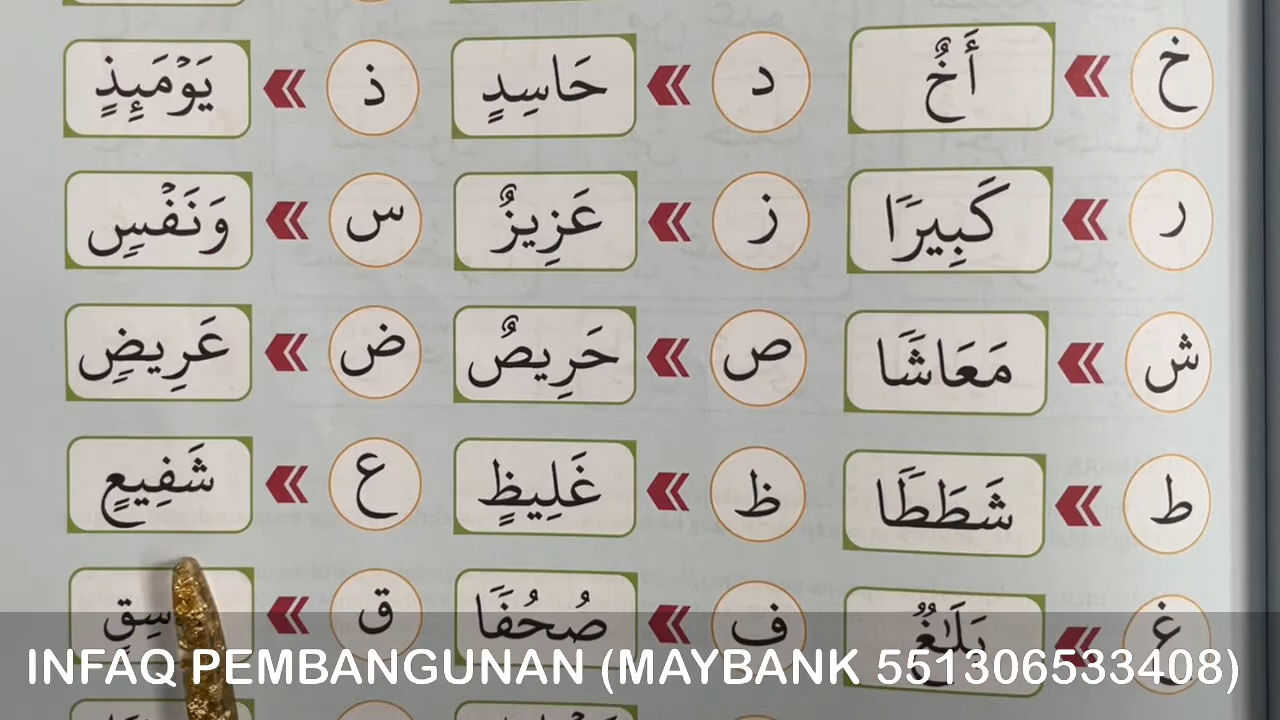 خ أَخٌ د حَاسِدٍ ذ يَوْمَئِذٍ
ر كَبِيرًا ز عَزِيزٌ س وَنَفْسٍ
ش مَعَاشًا ص حَرِيصٌ ض عَرِيضٍ
ط شَطَطًا ظ غَلِيظٍ ع شَفِيعٍ
غ بَلَٰغٌ ف صُحُفًا ق
INFAQ PEMBANGUNAN (MAYBANK 551306533408)